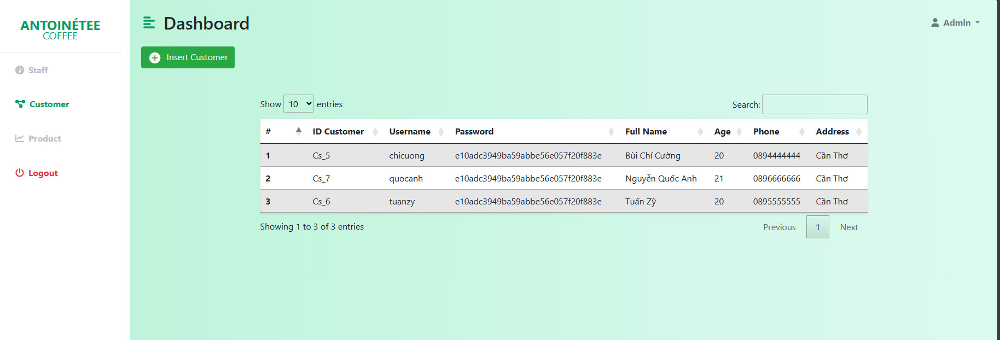 ANTOINÉTEE
COFFEE
Dashboard
Admin
Insert Customer
Staff
Customer
Product
Logout
Show 10 entries
Search:
# ID Customer Username Password Full Name Age Phone Address
1 Cs_5 chicuong e10adc3949ba59abbe56e057f20f883e Bùi Chí Cường 20 0894444444 Cần Thơ
2 Cs_7 quocanh e10adc3949ba59abbe56e057f20f883e Nguyễn Quốc Anh 21 0896666666 Cần Thơ
3 Cs_6 tuanzy e10adc3949ba59abbe56e057f20f883e Tuấn Zỹ 20 0895555555 Cần Thơ
Showing 1 to 3 of 3 entries
Previous 1 Next